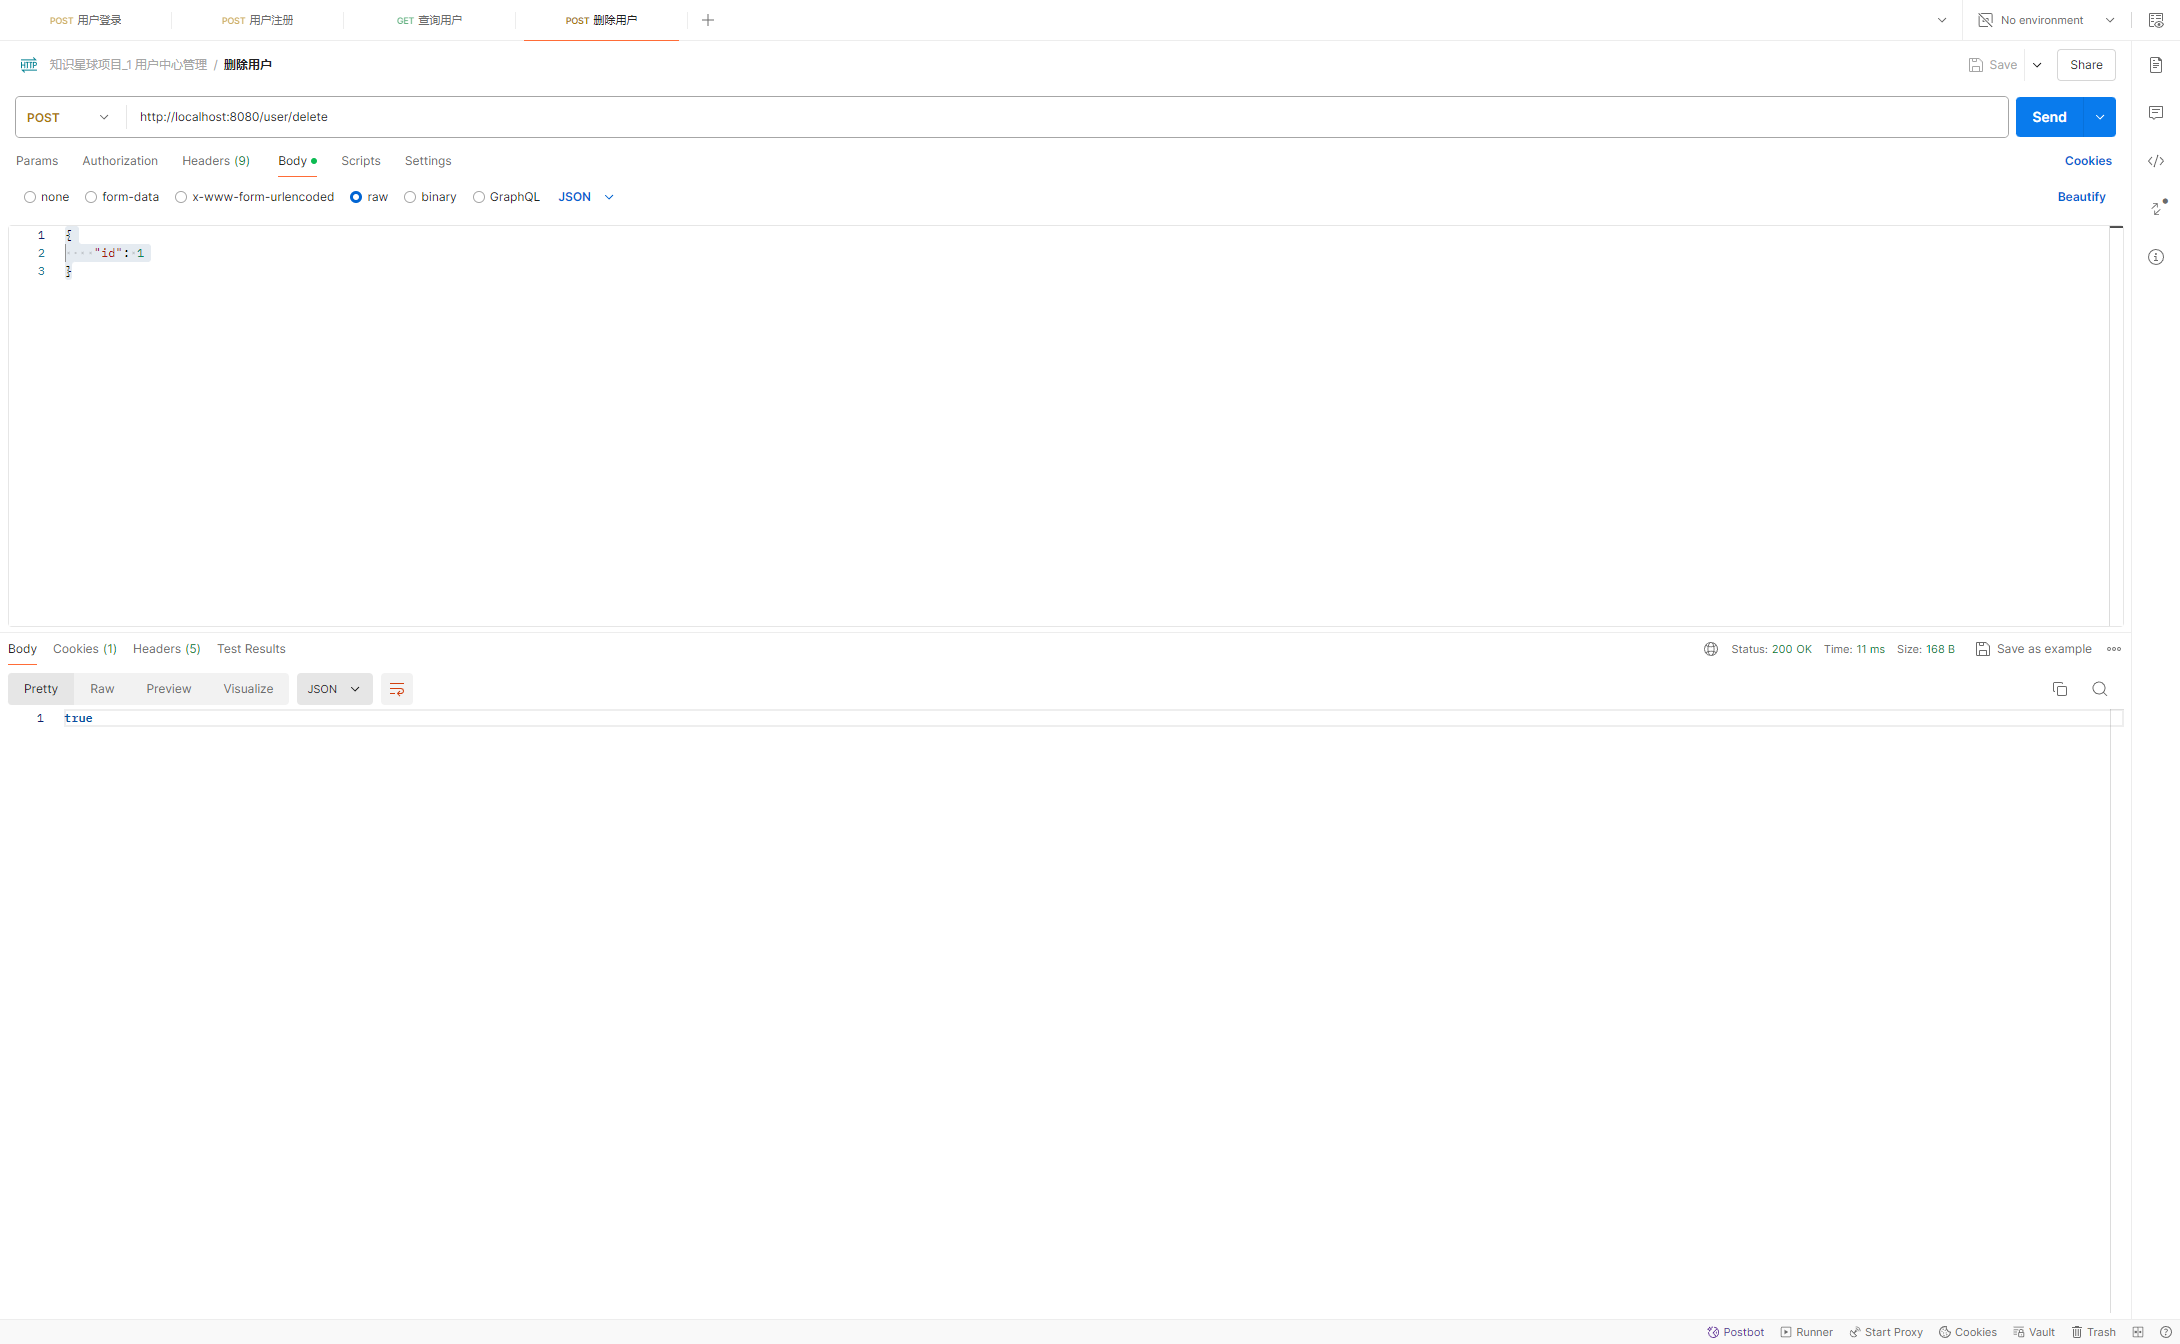 POST 用户登录 POST 用户注册 GET 查询用户 POST 删除用户 No environment
HTTP 知识星球项目_1 用户中心管理 / 删除用户 Save Share
POST http://localhost:8080/user/delete Send
Params Authorization Headers (9) Body Scripts Settings Cookies
none form-data x-www-form-urlencoded raw binary GraphQL JSON Beautify
1 {
2 "id": 1
3 }
Body Cookies (1) Headers (5) Test Results Status: 200 OK Time: 11 ms Size: 168 B Save as example
Pretty Raw Preview Visualize JSON
1 true
Postbot Runner Start Proxy Cookies Vault Trash